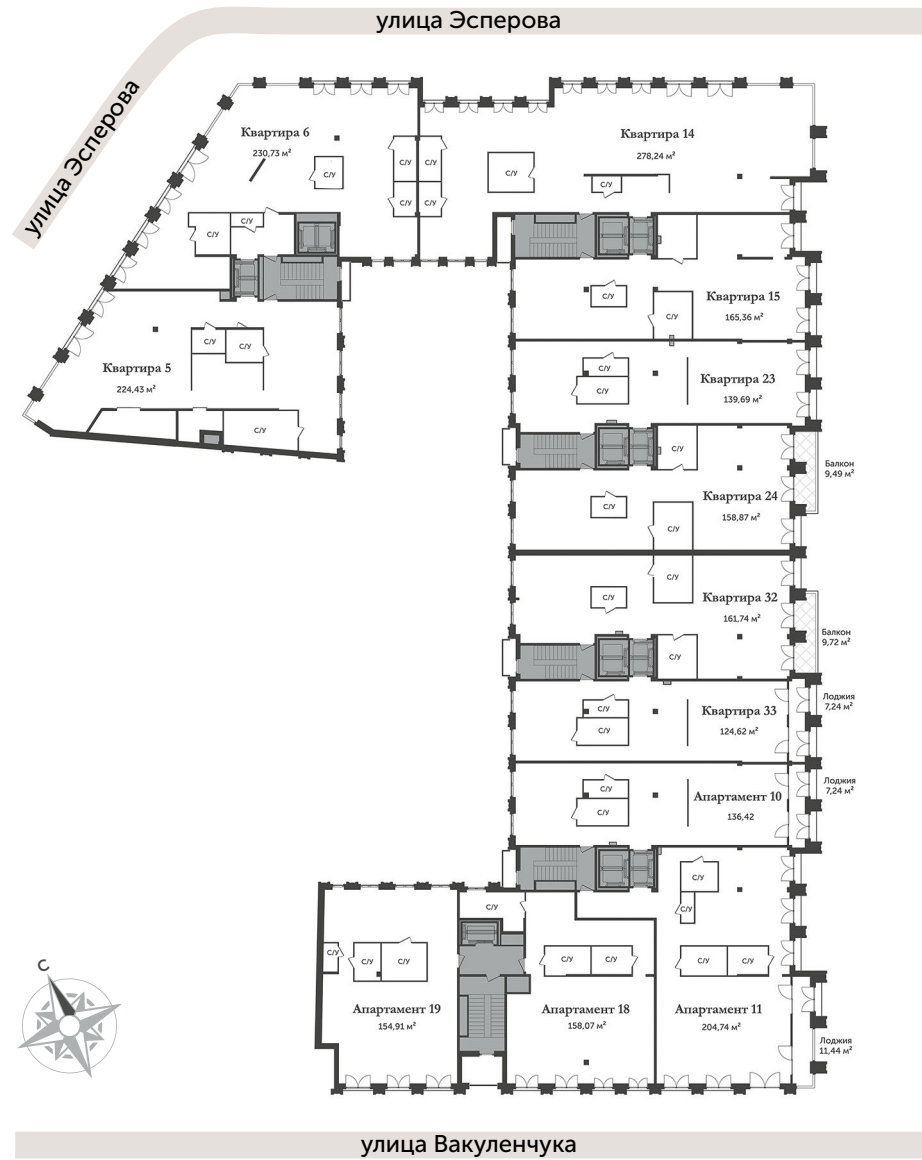 улица Эсперова
улица Эсперова
Квартира 6
230,73 м²
С/У
С/У
С/У
С/У
С/У
С/У
С/У
Квартира 14
278,24 м²
С/У
С/У
С/У
Квартира 15
165,36 м²
С/У
С/У
Квартира 5
224,43 м²
С/У
С/У
С/У
Квартира 23
139,69 м²
С/У
С/У
С/У
Квартира 24
158,87 м²
С/У
С/У
Балкон
9,49 м²
Квартира 32
161,74 м²
С/У
С/У
С/У
Балкон
9,72 м²
Квартира 33
124,62 м²
С/У
С/У
Лоджия
7,24 м²
Апартамент 10
136,42
С/У
С/У
Лоджия
7,24 м²
С/У
С/У
С/У
С/У
С/У
С/У
С/У
С/У
С/У
С/У
Апартамент 19
154,91 м²
Апартамент 18
158,07 м²
Апартамент 11
204,74 м²
Лоджия
11,44 м²
С
улица Вакуленчука